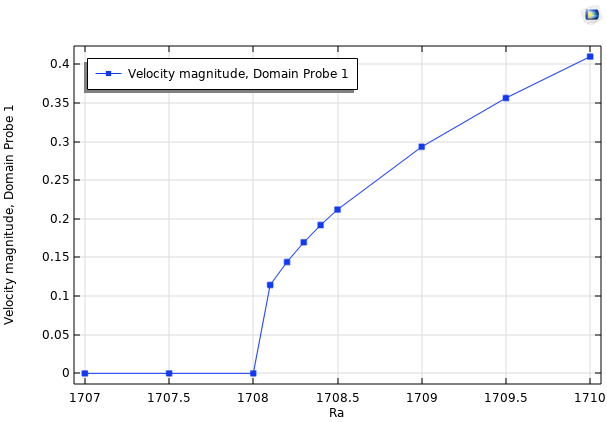 Velocity magnitude, Domain Probe 1
Velocity magnitude, Domain Probe 1
0.4
0.35
0.3
0.25
0.2
0.15
0.1
0.05
0
1707 1707.5 1708 1708.5 1709 1709.5 1710
Ra